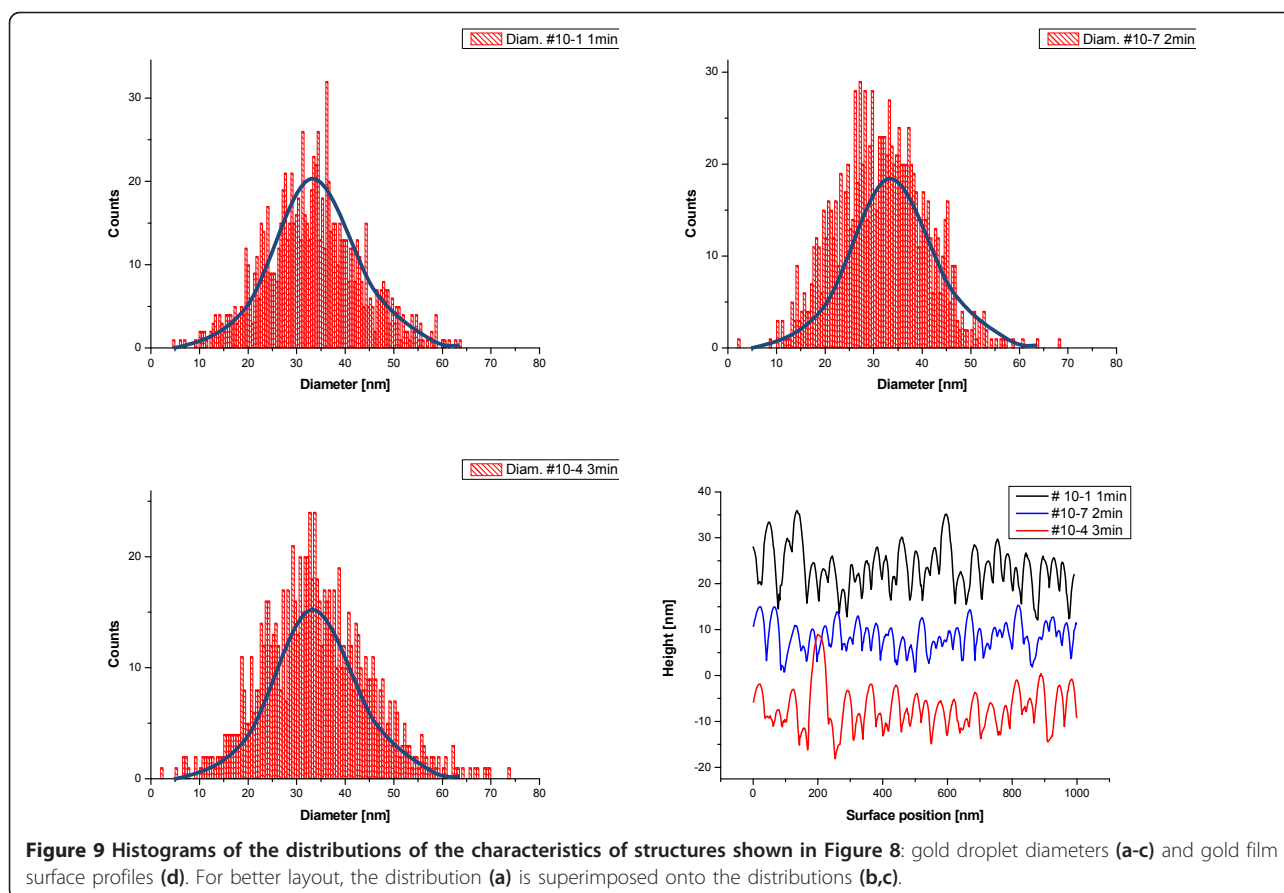 Diam. #10-1 1min
30
20
10
0
Counts
0 10 20 30 40 50 60 70 80
Diameter [nm]
Diam. #10-7 2min
30
20
10
0
Counts
0 10 20 30 40 50 60 70 80
Diameter [nm]
Diam. #10-4 3min
20
10
0
Counts
0 10 20 30 40 50 60 70 80
Diameter [nm]
# 10-1 1min
#10-7 2min
#10-4 3min
40
30
20
10
0
-10
-20
Height [nm]
0 200 400 600 800 1000
Surface position [nm]
Figure 9 Histograms of the distributions of the characteristics of structures shown in Figure 8: gold droplet diameters (a-c) and gold film
surface profiles (d). For better layout, the distribution (a) is superimposed onto the distributions (b,c).